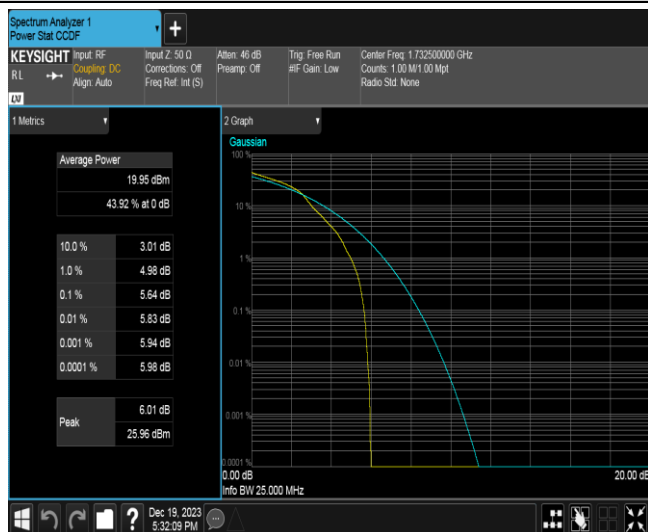 Spectrum Analyzer 1
Power Stat CCDF
+
KEYSIGHT
RL
LXI
Input: RF
Coupling: DC
Align: Auto
Input Z: 50 Ω
Corrections: Off
Freq Ref: Int (S)
Atten: 46 dB
Preamp: Off
Trig: Free Run
#IF Gain: Low
Center Freq: 1.732500000 GHz
Counts: 1.00 M/1.00 Mpt
Radio Std: None
1 Metrics
Average Power
19.95 dBm
43.92 % at 0 dB
10.0 % 3.01 dB
1.0 % 4.98 dB
0.1 % 5.64 dB
0.01 % 5.83 dB
0.001 % 5.94 dB
0.0001 % 5.98 dB
Peak 6.01 dB
25.96 dBm
2 Graph
Gaussian
100 %
10 %
1 %
0.1 %
0.01 %
0.001 %
0.0001 %
0.00 dB 20.00 dB
Info BW 25.000 MHz
?
Dec 19, 2023
5:32:09 PM